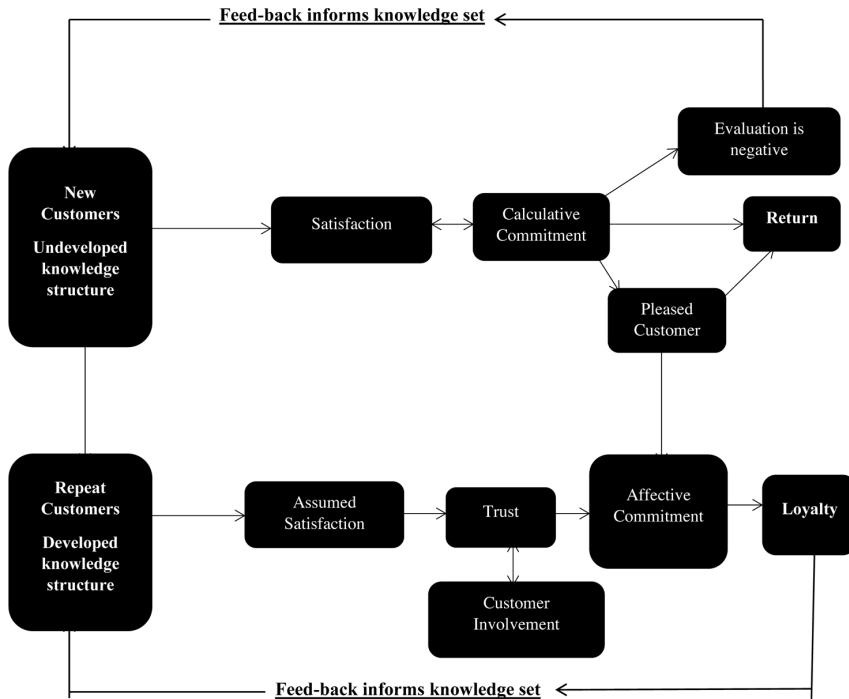 Feed-back informs knowledge set
Evaluation is
negative
New
Customers
Undeveloped
knowledge
structure
Satisfaction
Calculative
Commitment
Return
Pleased
Customer
Repeat
Customers
Developed
knowledge
structure
Assumed
Satisfaction
Trust
Affective
Commitment
Loyalty
Customer
Involvement
Feed-back informs knowledge set